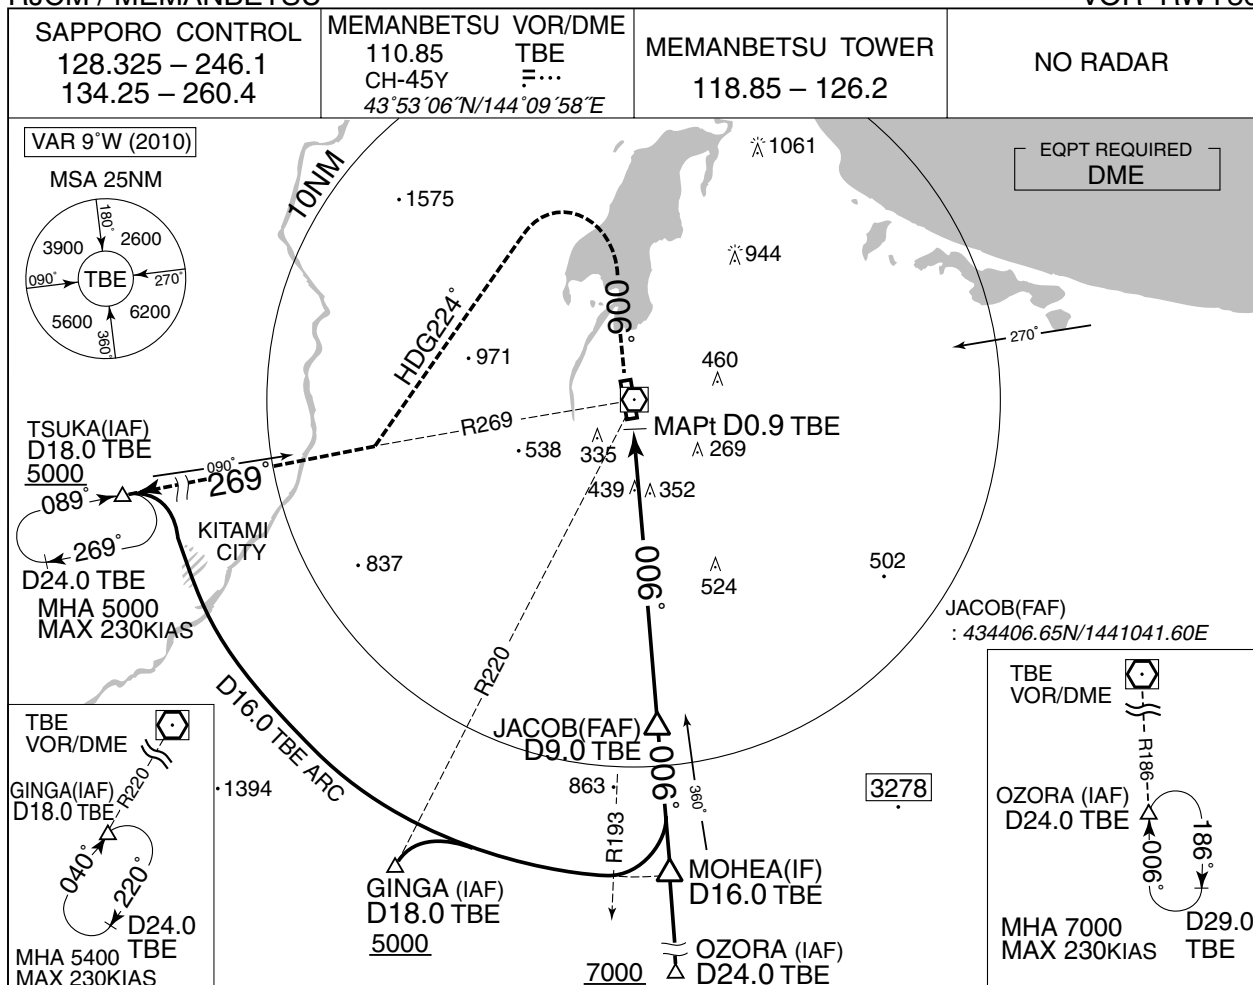 RJCM / MEMANBETSU
SAPPORO CONTROL
128.325 – 246.1
134.25 – 260.4
MEMANBETSU VOR/DME
110.85 TBE
CH-45Y
43°53´06˝N/144°09´58˝E
MEMANBETSU TOWER
118.85 – 126.2
NO RADAR
VAR 9°W (2010)
MSA 25NM
180°
3900
2600
090°
TBE
270°
5600
6200
360°
10NM
1575
1061
EQPT REQUIRED
DME
944
HDG224°
006°
971
460
270°
TSUKA(IAF)
D18.0 TBE
5000
R269
MAPt D0.9 TBE
538
335
269
090°
269°
089°
439
352
KITAMI
CITY
269°
D24.0 TBE
MHA 5000
MAX 230KIAS
837
006°
524
502
JACOB(FAF)
: 434406.65N/1441041.60E
R220
D16.0 TBE ARC
JACOB(FAF)
D9.0 TBE
006°
360°
863
R193
1394
3278
TBE
VOR/DME
R220
GINGA(IAF)
D18.0 TBE
040°
220°
D24.0
TBE
MHA 5400
MAX 230KIAS
GINGA (IAF)
D18.0 TBE
5000
MOHEA(IF)
D16.0 TBE
OZORA (IAF)
D24.0 TBE
7000
TBE
VOR/DME
R186
OZORA (IAF)
D24.0 TBE
006°
186°
D29.0
TBE
MHA 7000
MAX 230KIAS